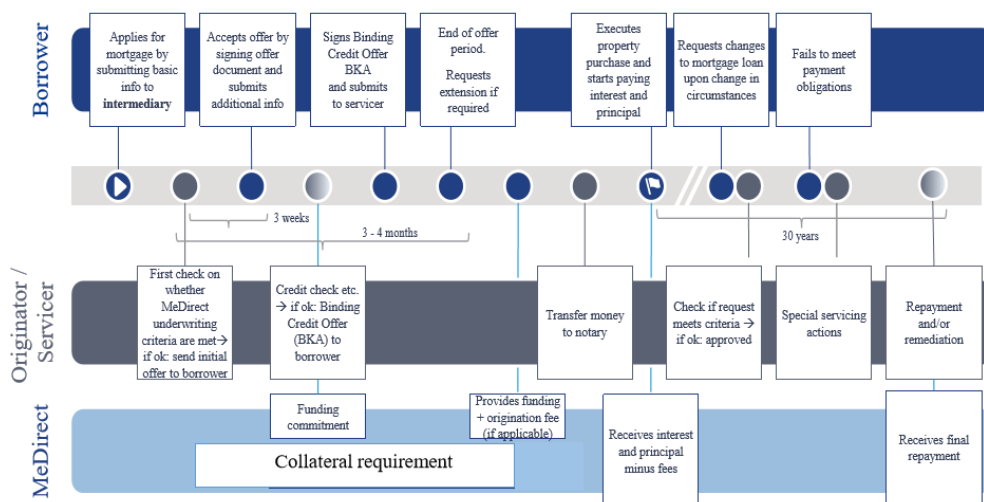 Borrower
Applies for
mortgage by
submitting basic
info to
intermediary
Accepts offer by
signing offer
document and
submits
additional info
Signs Binding
Credit Offer
BKA
and submits
to servicer
End of offer
period.
Requests
extension if
required
Executes
property
purchase and
starts paying
interest and
principal
Requests changes
to mortgage loan
upon change in
circumstances
Fails to meet
payment
obligations
3 weeks
3 - 4 months
30 years
Originator /
Servicer
First check on
whether
MeDirect
underwriting
criteria are met→
if ok: send initial
offer to borrower
Credit check etc.
→ if ok: Binding
Credit Offer
(BKA) to
borrower
Transfer money
to notary
Check if request
meets criteria →
if ok: approved
Special servicing
actions
Repayment
and/or
remediation
MeDirect
Funding
commitment
Provides funding
+ origination fee
(if applicable)
Receives interest
and principal
minus fees
Receives final
repayment
Collateral requirement